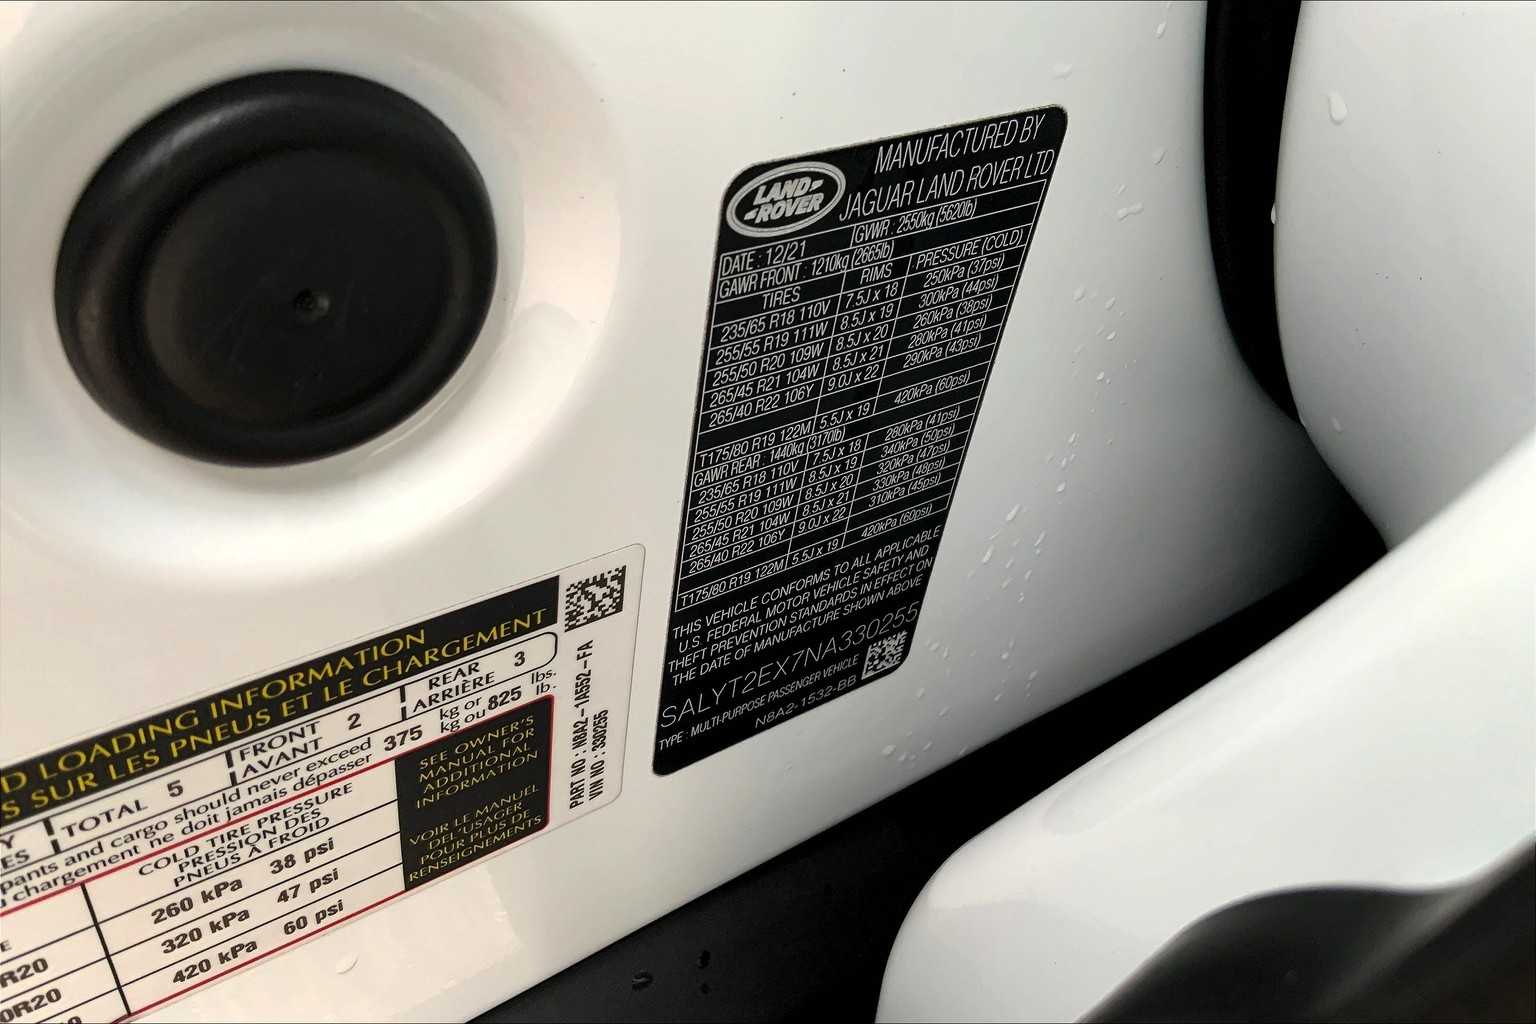 LAND-
-ROVER
MANUFACTURED BY
JAGUAR LAND ROVER LTD
DATE : 12/21 GVWR : 2550kg (5620lb)
GAWR FRONT : 1210kg (2665lb)
TIRES RIMS PRESSURE (COLD)
235/65 R18 110V 7.5J x 18 250kPa (37psi)
255/55 R19 111W 8.5J x 19 300kPa (44psi)
255/50 R20 109W 8.5J x 20 260kPa (38psi)
265/45 R21 104W 8.5J x 21 280kPa (41psi)
265/40 R22 106Y 9.0J x 22 290kPa (43psi)
T175/80 R19 122M 5.5J x 19 420kPa (60psi)
GAWR REAR : 1440kg (3170lb)
235/65 R18 110V 7.5J x 18 280kPa (41psi)
255/55 R19 111W 8.5J x 19 340kPa (50psi)
255/50 R20 109W 8.5J x 20 320kPa (47psi)
265/45 R21 104W 8.5J x 21 330kPa (48psi)
265/40 R22 106Y 9.0J x 22 310kPa (45psi)
T175/80 R19 122M 5.5J x 19 420kPa (60psi)
THIS VEHICLE CONFORMS TO ALL APPLICABLE
U.S. FEDERAL MOTOR VEHICLE SAFETY AND
THEFT PREVENTION STANDARDS IN EFFECT ON
THE DATE OF MANUFACTURE SHOWN ABOVE
SALYT2EX7NA330255
TYPE : MULTI-PURPOSE PASSENGER VEHICLE
N8A2-1532-BB
D LOADING INFORMATION
S SUR LES PNEUS ET LE CHARGEMENT
Y TOTAL 5 FRONT 2 REAR 3
ES AVANT ARRIÈRE
pants and cargo should never exceed 375 kg or 825 lbs.
chargement ne doit jamais dépasser kg ou lb.
COLD TIRE PRESSURE
PRESSION DES
PNEUS À FROID
E 260 kPa 38 psi
R20 320 kPa 47 psi
0R20 420 kPa 60 psi
SEE OWNER'S
MANUAL FOR
ADDITIONAL
INFORMATION
VOIR LE MANUEL
DEL'USAGER
POUR PLUS DE
RENSEIGNEMENTS
PART NO : N8A2-1A552-FA
VIN NO : 330255